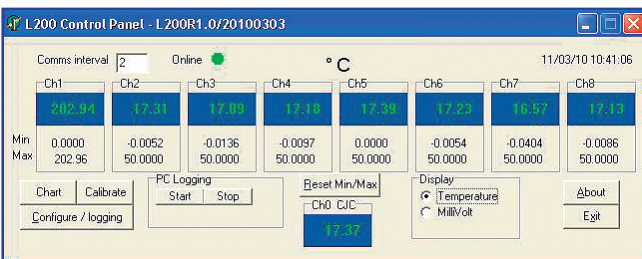 L200 Control Panel - L200R1.0/20100303
Comms interval 2 Online ° C 11/03/10 10:41:06
Ch1 Ch2 Ch3 Ch4 Ch5 Ch6 Ch7 Ch8
202.94 17.31 17.09 17.18 17.39 17.23 16.57 17.13
Min 0.0000 -0.0052 -0.0136 -0.0097 0.0000 -0.0054 -0.0404 -0.0086
Max 202.96 50.0000 50.0000 50.0000 50.0000 50.0000 50.0000 50.0000
PC Logging Display
Chart Calibrate Start Stop Reset Min/Max Temperature About
Ch0 CJC
Configure / logging MilliVolt Exit
17.37